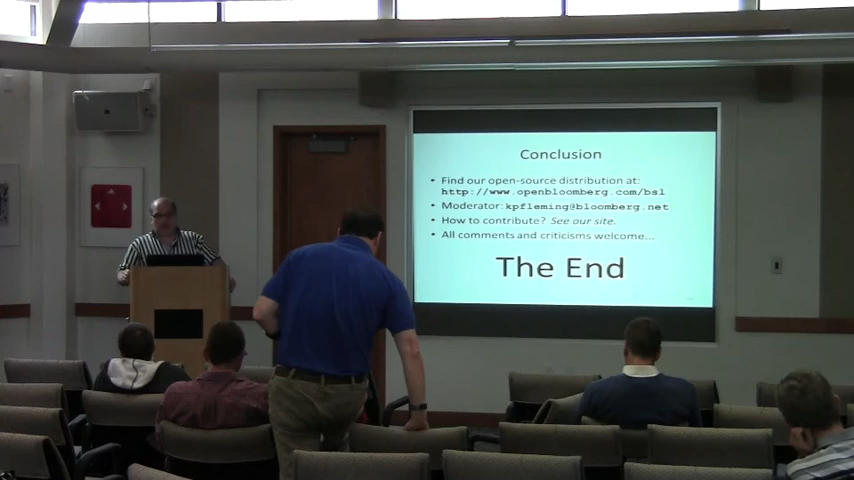 Conclusion
• Find our open-source distribution at:
http://www.openbloomberg.com/bsl
• Moderator: kpfleming@bloomberg.net
• How to contribute? See our site.
• All comments and criticisms welcome...
The End